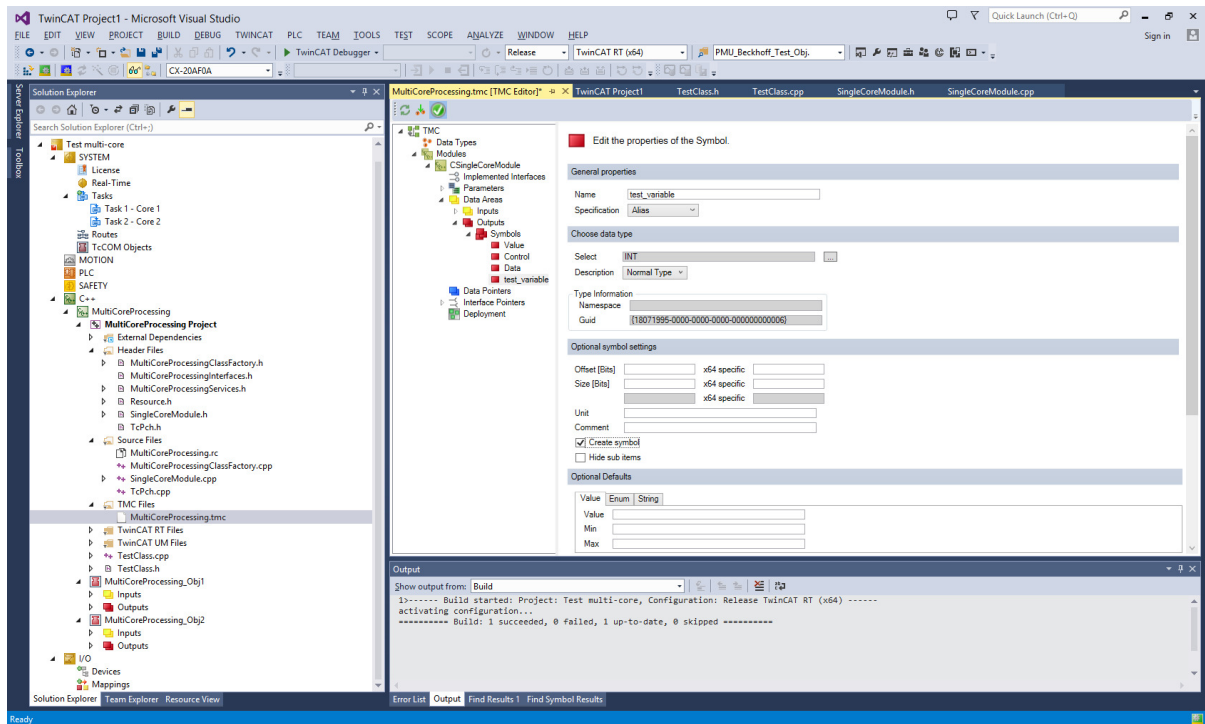 TwinCAT Project1 - Microsoft Visual Studio
Quick Launch (Ctrl+Q)
FILE EDIT VIEW PROJECT BUILD DEBUG TWINCAT PLC TEAM TOOLS TEST SCOPE ANALYZE WINDOW HELP
Sign in
TwinCAT Debugger
Release
TwinCAT RT (x64)
PMU_Beckhoff_Test_Obj.
CX-20AF0A
Server Explorer
Toolbox
Solution Explorer
Search Solution Explorer (Ctrl+;)
Test multi-core
SYSTEM
License
Real-Time
Tasks
Task 1 - Core 1
Task 2 - Core 2
Routes
TcCOM Objects
MOTION
PLC
SAFETY
C++
MultiCoreProcessing
MultiCoreProcessing Project
External Dependencies
Header Files
MultiCoreProcessingClassFactory.h
MultiCoreProcessingInterfaces.h
MultiCoreProcessingServices.h
Resource.h
SingleCoreModule.h
TcPch.h
Source Files
MultiCoreProcessing.rc
MultiCoreProcessingClassFactory.cpp
SingleCoreModule.cpp
TcPch.cpp
TMC Files
MultiCoreProcessing.tmc
TwinCAT RT Files
TwinCAT UM Files
TestClass.cpp
TestClass.h
MultiCoreProcessing_Obj1
Inputs
Outputs
MultiCoreProcessing_Obj2
Inputs
Outputs
I/O
Devices
Mappings
Solution Explorer Team Explorer Resource View
MultiCoreProcessing.tmc [TMC Editor]* TwinCAT Project1 TestClass.h TestClass.cpp SingleCoreModule.h SingleCoreModule.cpp
TMC
Data Types
Modules
CSingleCoreModule
Implemented Interfaces
Parameters
Data Areas
Inputs
Outputs
Symbols
Value
Control
Data
test_variable
Data Pointers
Interface Pointers
Deployment
Edit the properties of the Symbol.
General properties
Name test_variable
Specification Alias
Choose data type
Select INT ...
Description Normal Type
Type Information
Namespace
Guid {18071995-0000-0000-0000-000000000006}
Optional symbol settings
Offset [Bits] x64 specific
Size [Bits] x64 specific
x64 specific
Unit
Comment
Create symbol
Hide sub items
Optional Defaults
Value Enum String
Value
Min
Max
Output
Show output from: Build
1>------ Build started: Project: Test multi-core, Configuration: Release TwinCAT RT (x64) ------
activating configuration...
========== Build: 1 succeeded, 0 failed, 1 up-to-date, 0 skipped ==========
Error List Output Find Results 1 Find Symbol Results
Ready